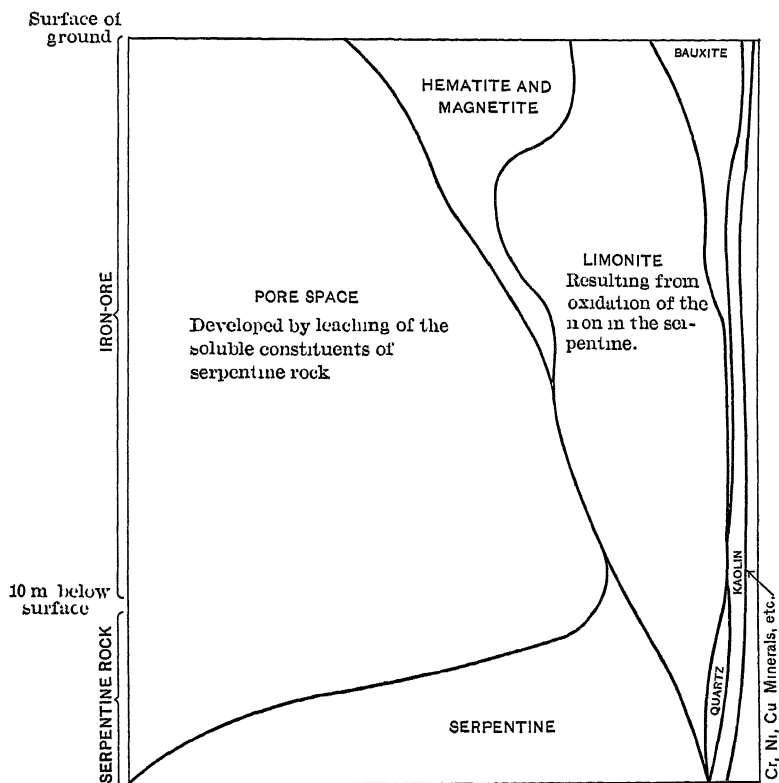 Surface of
ground
BAUXITE
HEMATITE AND
MAGNETITE
IRON-ORE
LIMONITE
Resulting from
oxidation of the
iron in the ser-
pentine.
PORE SPACE
Developed by leaching of the
soluble constituents of
serpentine rock
10 m below
surface
KAOLIN
SERPENTINE ROCK
QUARTZ
SERPENTINE
Cr, Ni, Cu Minerals, etc.